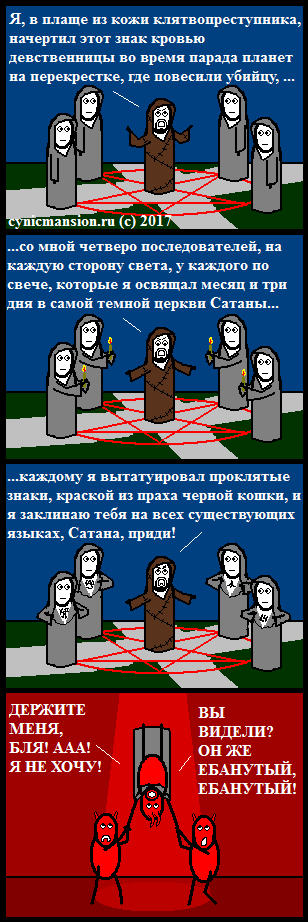 Я, в плаще из кожи клятвопреступника,
начертил этот знак кровью
девственницы во время парада планет
на перекрестке, где повесили убийцу, ...
cynicmansion.ru (c) 2017
...со мной четверо последователей, на
каждую сторону света, у каждого по
свече, которые я освящал месяц и три
дня в самой темной церкви Сатаны...
...каждому я вытатуировал проклятые
знаки, краской из праха черной кошки, и
я заклинаю тебя на всех существующих
языках, Сатана, приди!
ДЕРЖИТЕ
МЕНЯ,
БЛЯ! ААА!
Я НЕ ХОЧУ!
ВЫ
ВИДЕЛИ?
ОН ЖЕ
ЕБАНУТЫЙ,
ЕБАНУТЫЙ!